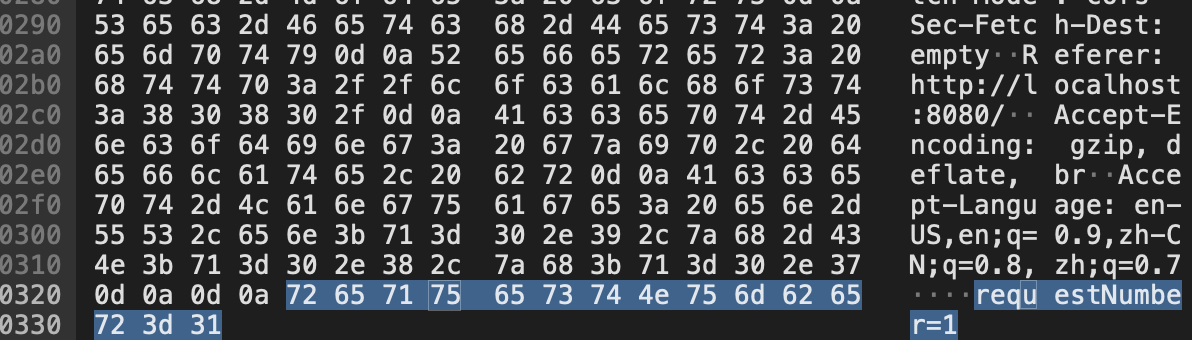 0290 53 65 63 2d 46 65 74 63 68 2d 44 65 73 74 3a 20 Sec-Fetch-Dest:
02a0 65 6d 70 74 79 0d 0a 52 65 66 65 72 65 72 3a 20 empty··Referer:
02b0 68 74 74 70 3a 2f 2f 6c 6f 63 61 6c 68 6f 73 74 http://localhost
02c0 3a 38 30 38 30 2f 0d 0a 41 63 63 65 70 74 2d 45 :8080/·· Accept-E
02d0 6e 63 6f 64 69 6e 67 3a 20 67 7a 69 70 2c 20 64 ncoding: gzip, d
02e0 65 66 6c 61 74 65 2c 20 62 72 0d 0a 41 63 63 65 eflate, br··Acce
02f0 70 74 2d 4c 61 6e 67 75 61 67 65 3a 20 65 6e 2d pt-Langu age: en-
0300 55 53 2c 65 6e 3b 71 3d 30 2e 39 2c 7a 68 2d 43 US,en;q= 0.9,zh-C
0310 4e 3b 71 3d 30 2e 38 2c 7a 68 3b 71 3d 30 2e 37 N;q=0.8, zh;q=0.7
0320 0d 0a 0d 0a 72 65 71 75 65 73 74 4e 75 6d 62 65 ····requ estNumbe
0330 72 3d 31 r=1